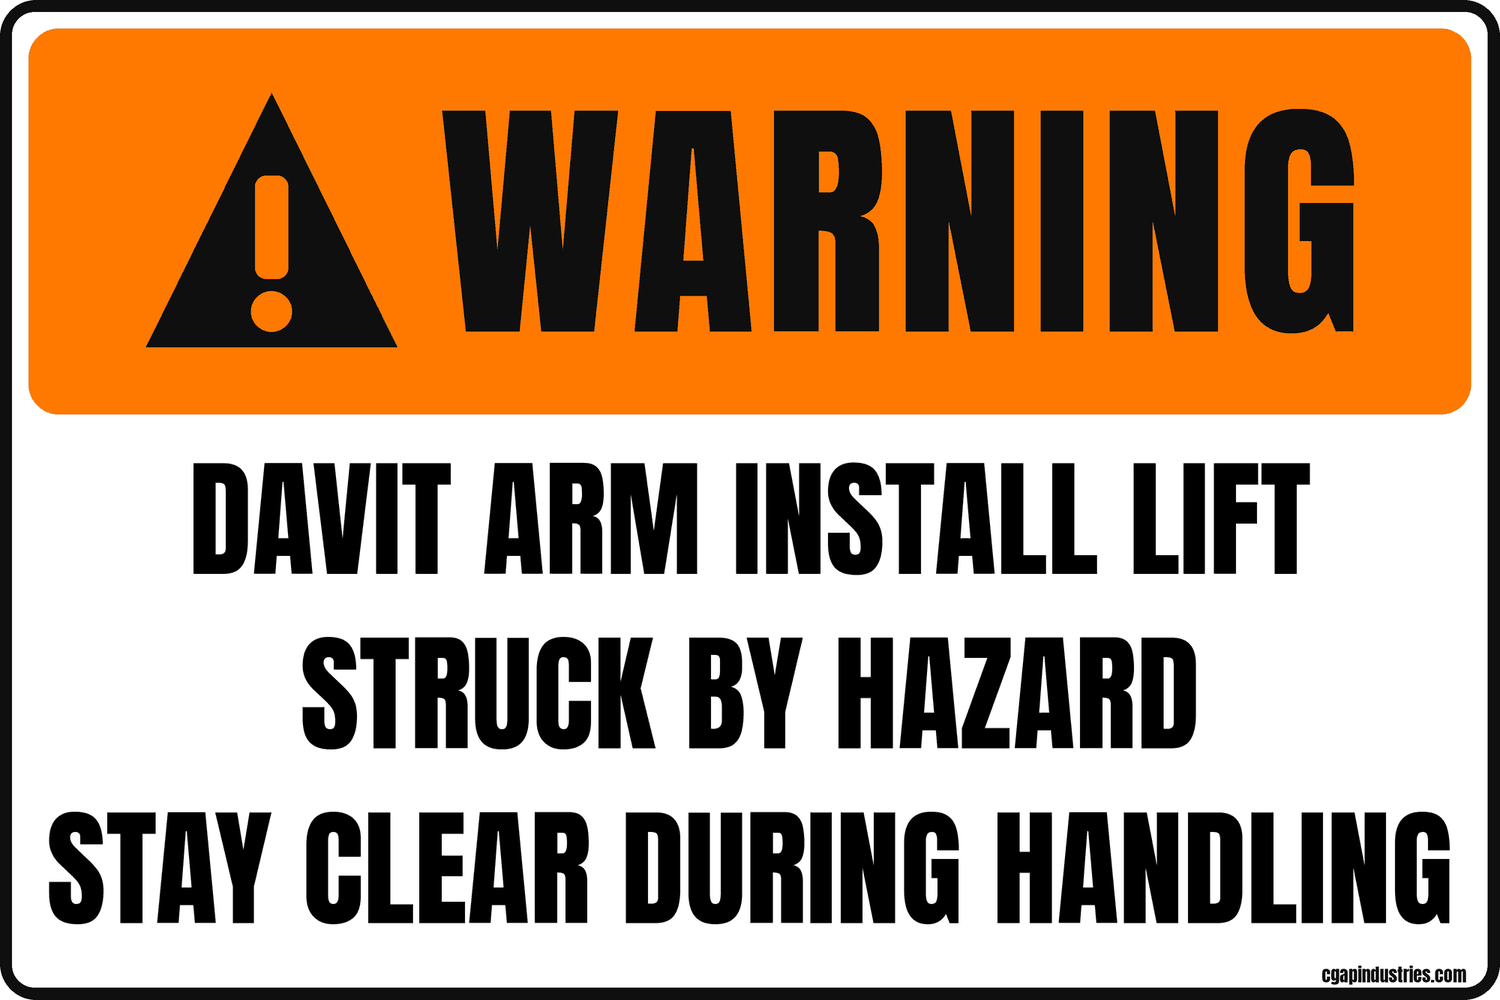 WARNING
DAVIT ARM INSTALL LIFT
STRUCK BY HAZARD
STAY CLEAR DURING HANDLING
cgapindustries.com